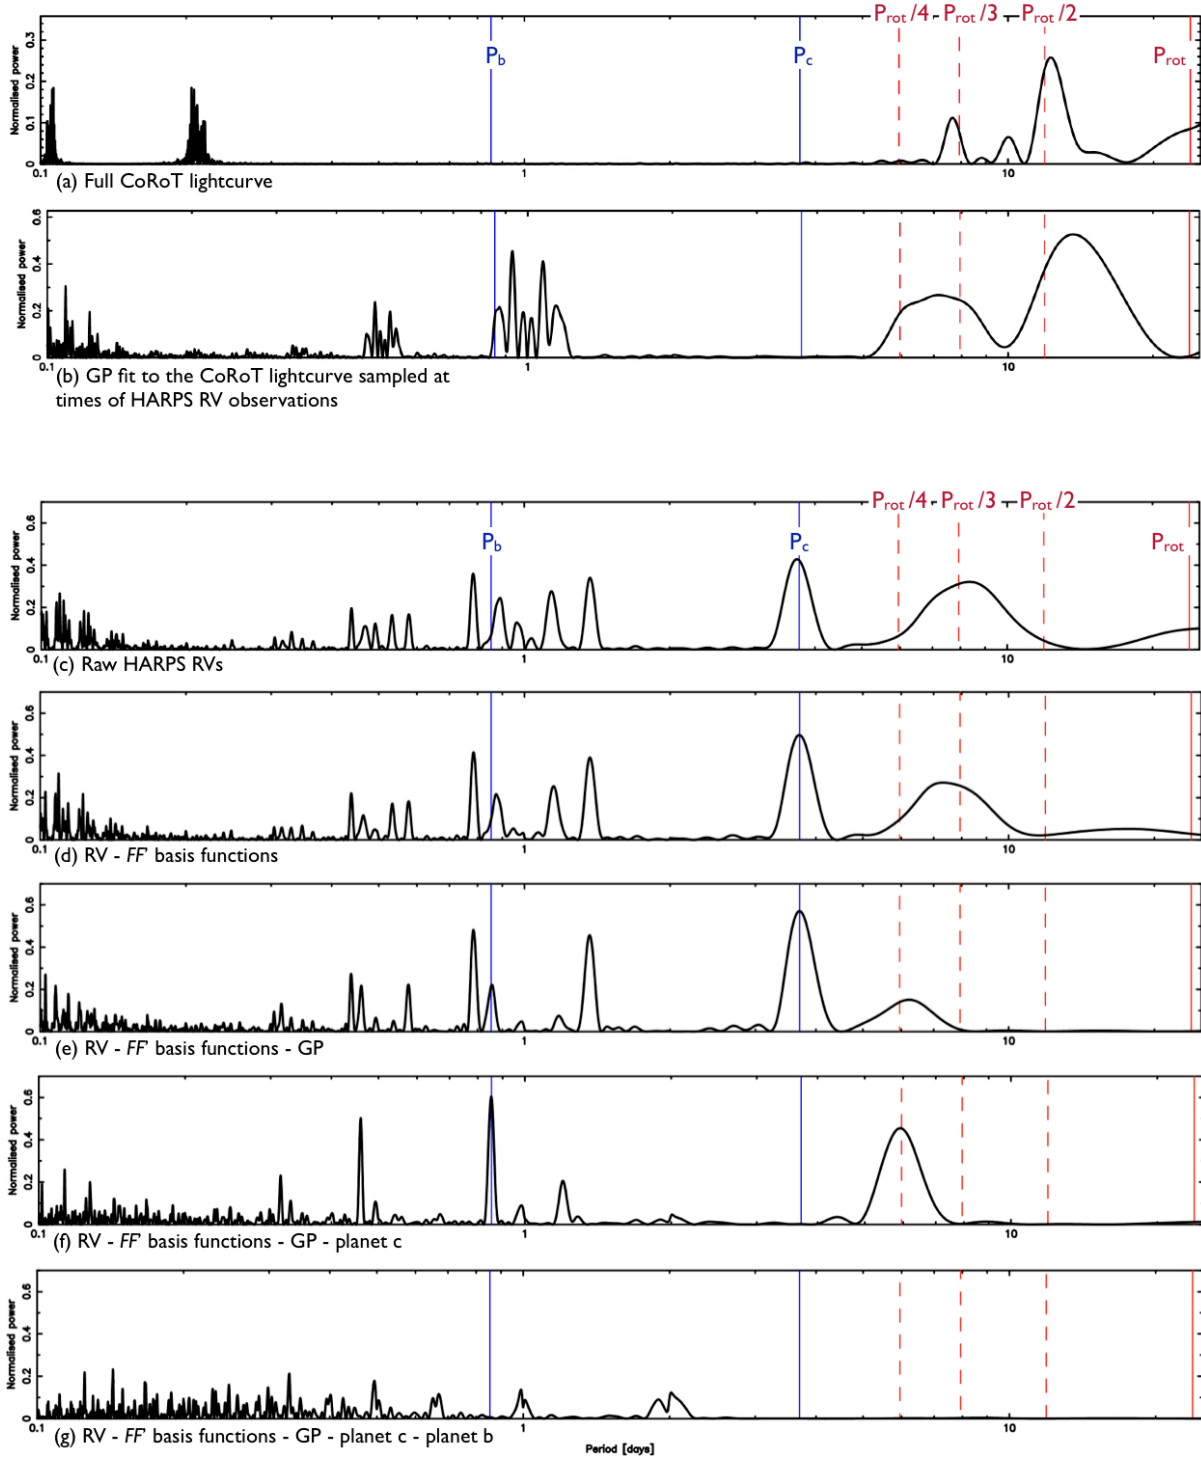 Prot /4 Prot /3 Prot /2
Pb Pc Prot
Normalised power
0 0.1 0.2 0.3
0.1 1 10
(a) Full CoRoT lightcurve
Normalised power
0 0.2 0.4 0.6
0.1 1 10
(b) GP fit to the CoRoT lightcurve sampled at
times of HARPS RV observations
Prot /4 Prot /3 Prot /2
Pb Pc Prot
Normalised power
0 0.2 0.4 0.6
0.1 1 10
(c) Raw HARPS RVs
Normalised power
0 0.2 0.4 0.6
0.1 1 10
(d) RV - FF' basis functions
Normalised power
0 0.2 0.4 0.6
0.1 1 10
(e) RV - FF' basis functions - GP
Normalised power
0 0.2 0.4 0.6
0.1 1 10
(f) RV - FF' basis functions - GP - planet c
Normalised power
0 0.2 0.4 0.6
0.1 1 10
(g) RV - FF' basis functions - GP - planet c - planet b
Period [days]